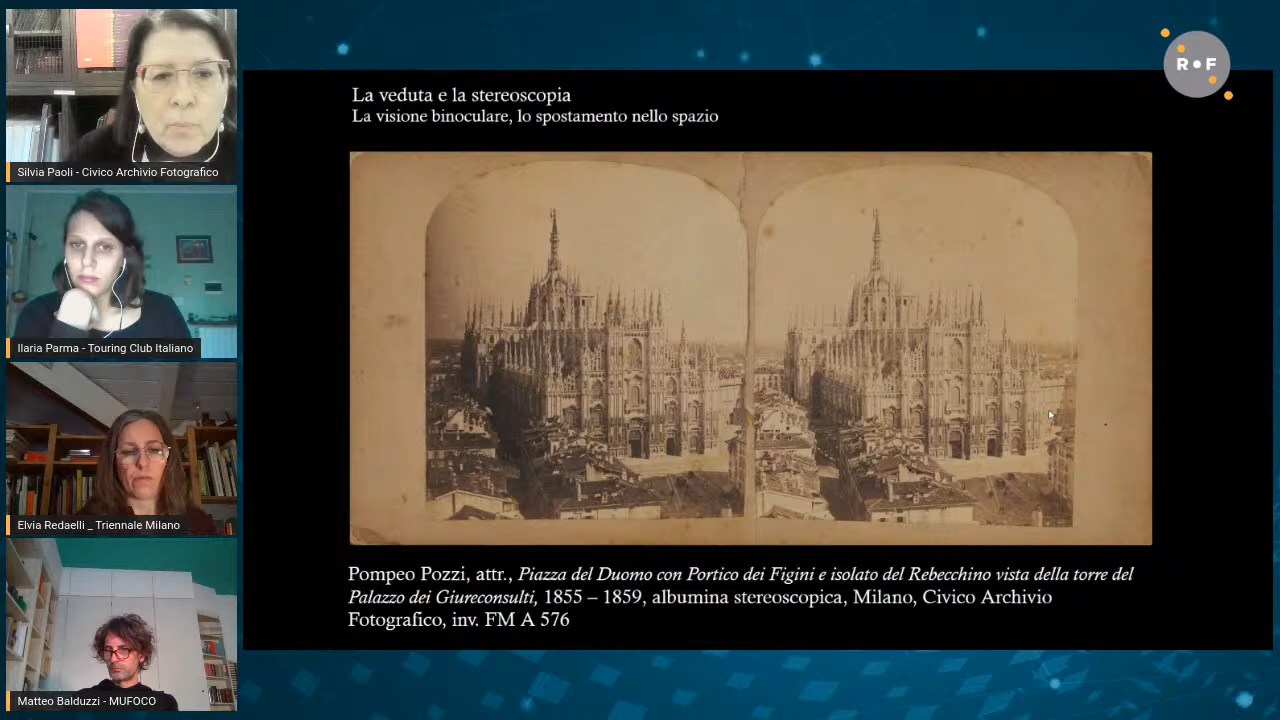 La veduta e la stereoscopia
La visione binoculare, lo spostamento nello spazio
R•F
Silvia Paoli - Civico Archivio Fotografico
Ilaria Parma - Touring Club Italiano
Elvia Redaelli _ Triennale Milano
Matteo Balduzzi - MUFOCO
Pompeo Pozzi, attr., Piazza del Duomo con Portico dei Figini e isolato del Rebecchino vista della torre del
Palazzo dei Giureconsulti, 1855 – 1859, albumina stereoscopica, Milano, Civico Archivio
Fotografico, inv. FM A 576